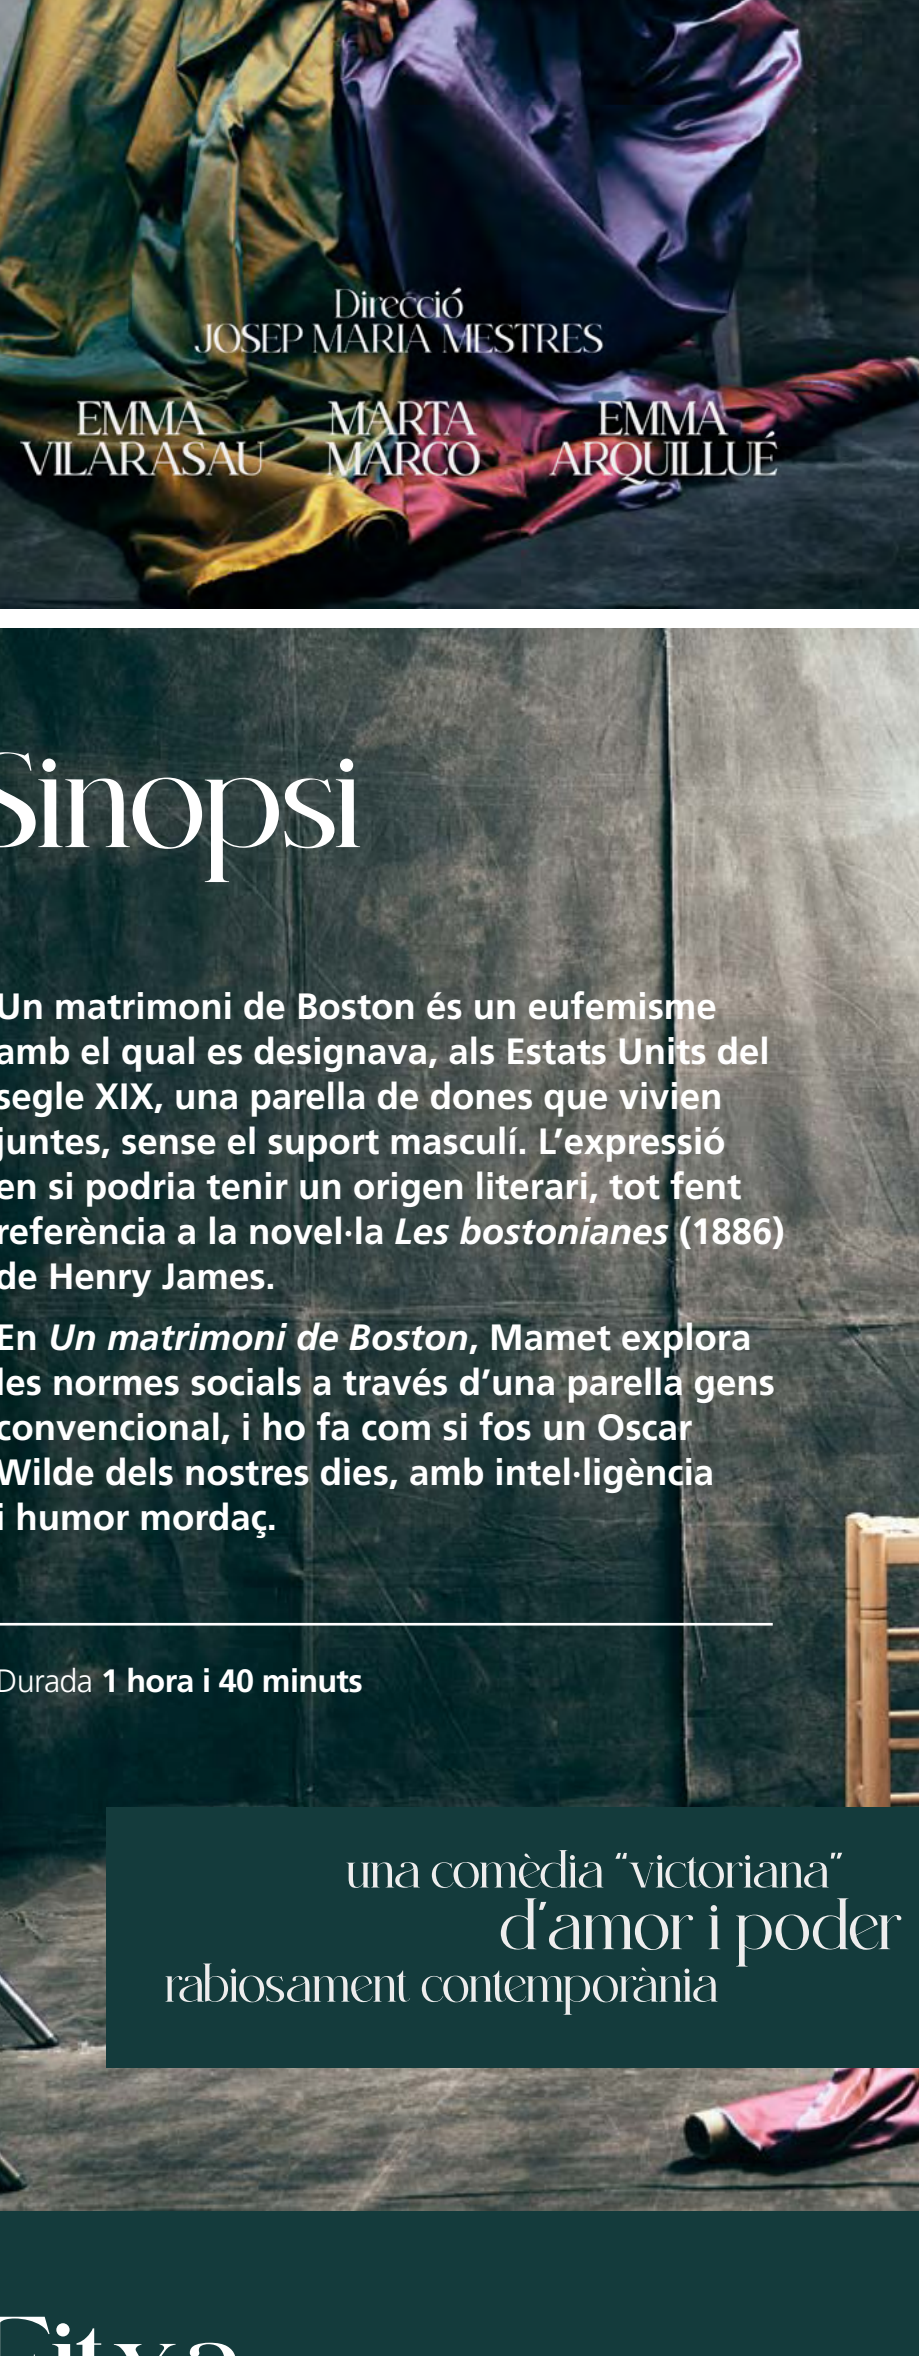 Direcció
JOSEP MARIA MESTRES
EMMA MARTA EMMA
VILARASAU MARCO ARQUILLUÉ
Sinopsi
Un matrimoni de Boston és un eufemisme
amb el qual es designava, als Estats Units del
segle XIX, una parella de dones que vivien
juntes, sense el suport masculí. L’expressió
en si podria tenir un origen literari, tot fent
referència a la novel·la Les bostonianes (1886)
de Henry James.
En Un matrimoni de Boston, Mamet explora
les normes socials a través d’una parella gens
convencional, i ho fa com si fos un Oscar
Wilde dels nostres dies, amb intel·ligència
i humor mordaç.
Durada 1 hora i 40 minuts
una comèdia “victoriana”
d’amor i poder
rabiosament contemporània